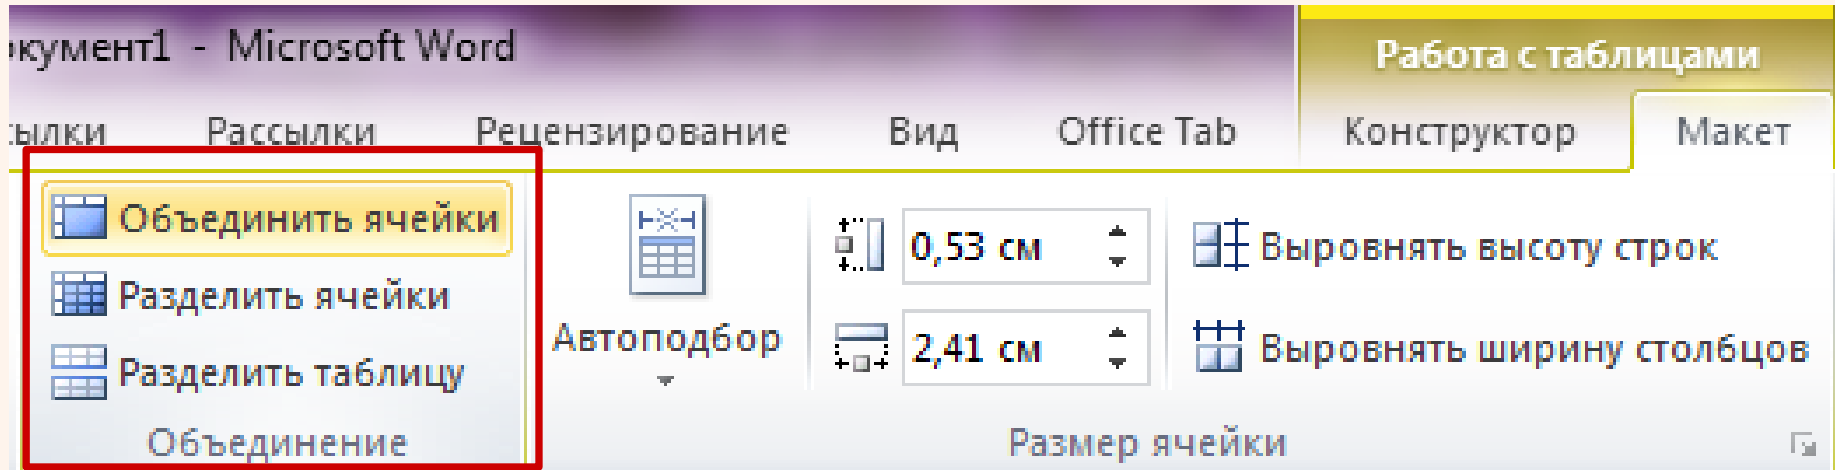 окумент1 - Microsoft Word
Работа с таблицами
сылки Рассылки Рецензирование Вид Office Tab Конструктор Макет
Объединить ячейки
Разделить ячейки
Разделить таблицу
Объединение
Автоподбор
0,53 см
2,41 см
Выровнять высоту строк
Выровнять ширину столбцов
Размер ячейки